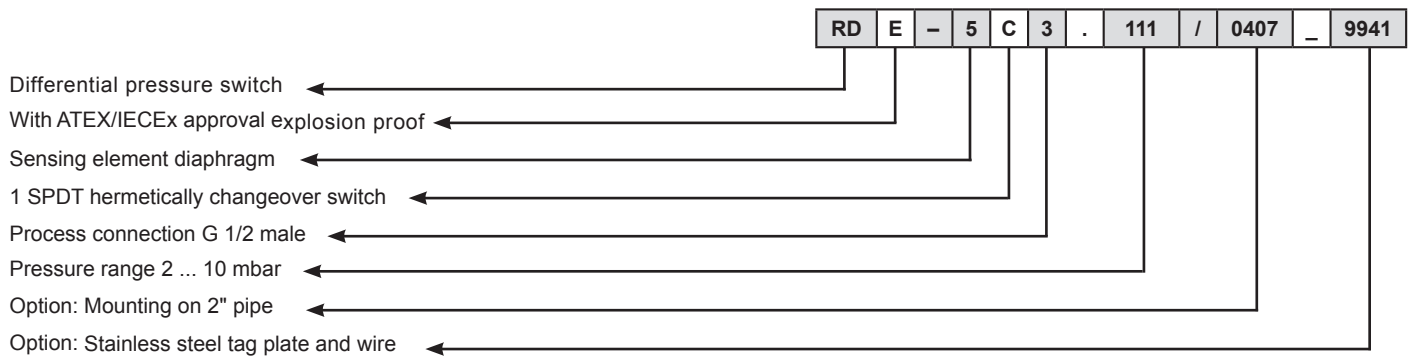 RD E – 5 C 3 . 111 / 0407 _ 9941
Differential pressure switch
With ATEX/IECEx approval explosion proof
Sensing element diaphragm
1 SPDT hermetically changeover switch
Process connection G 1/2 male
Pressure range 2 ... 10 mbar
Option: Mounting on 2" pipe
Option: Stainless steel tag plate and wire